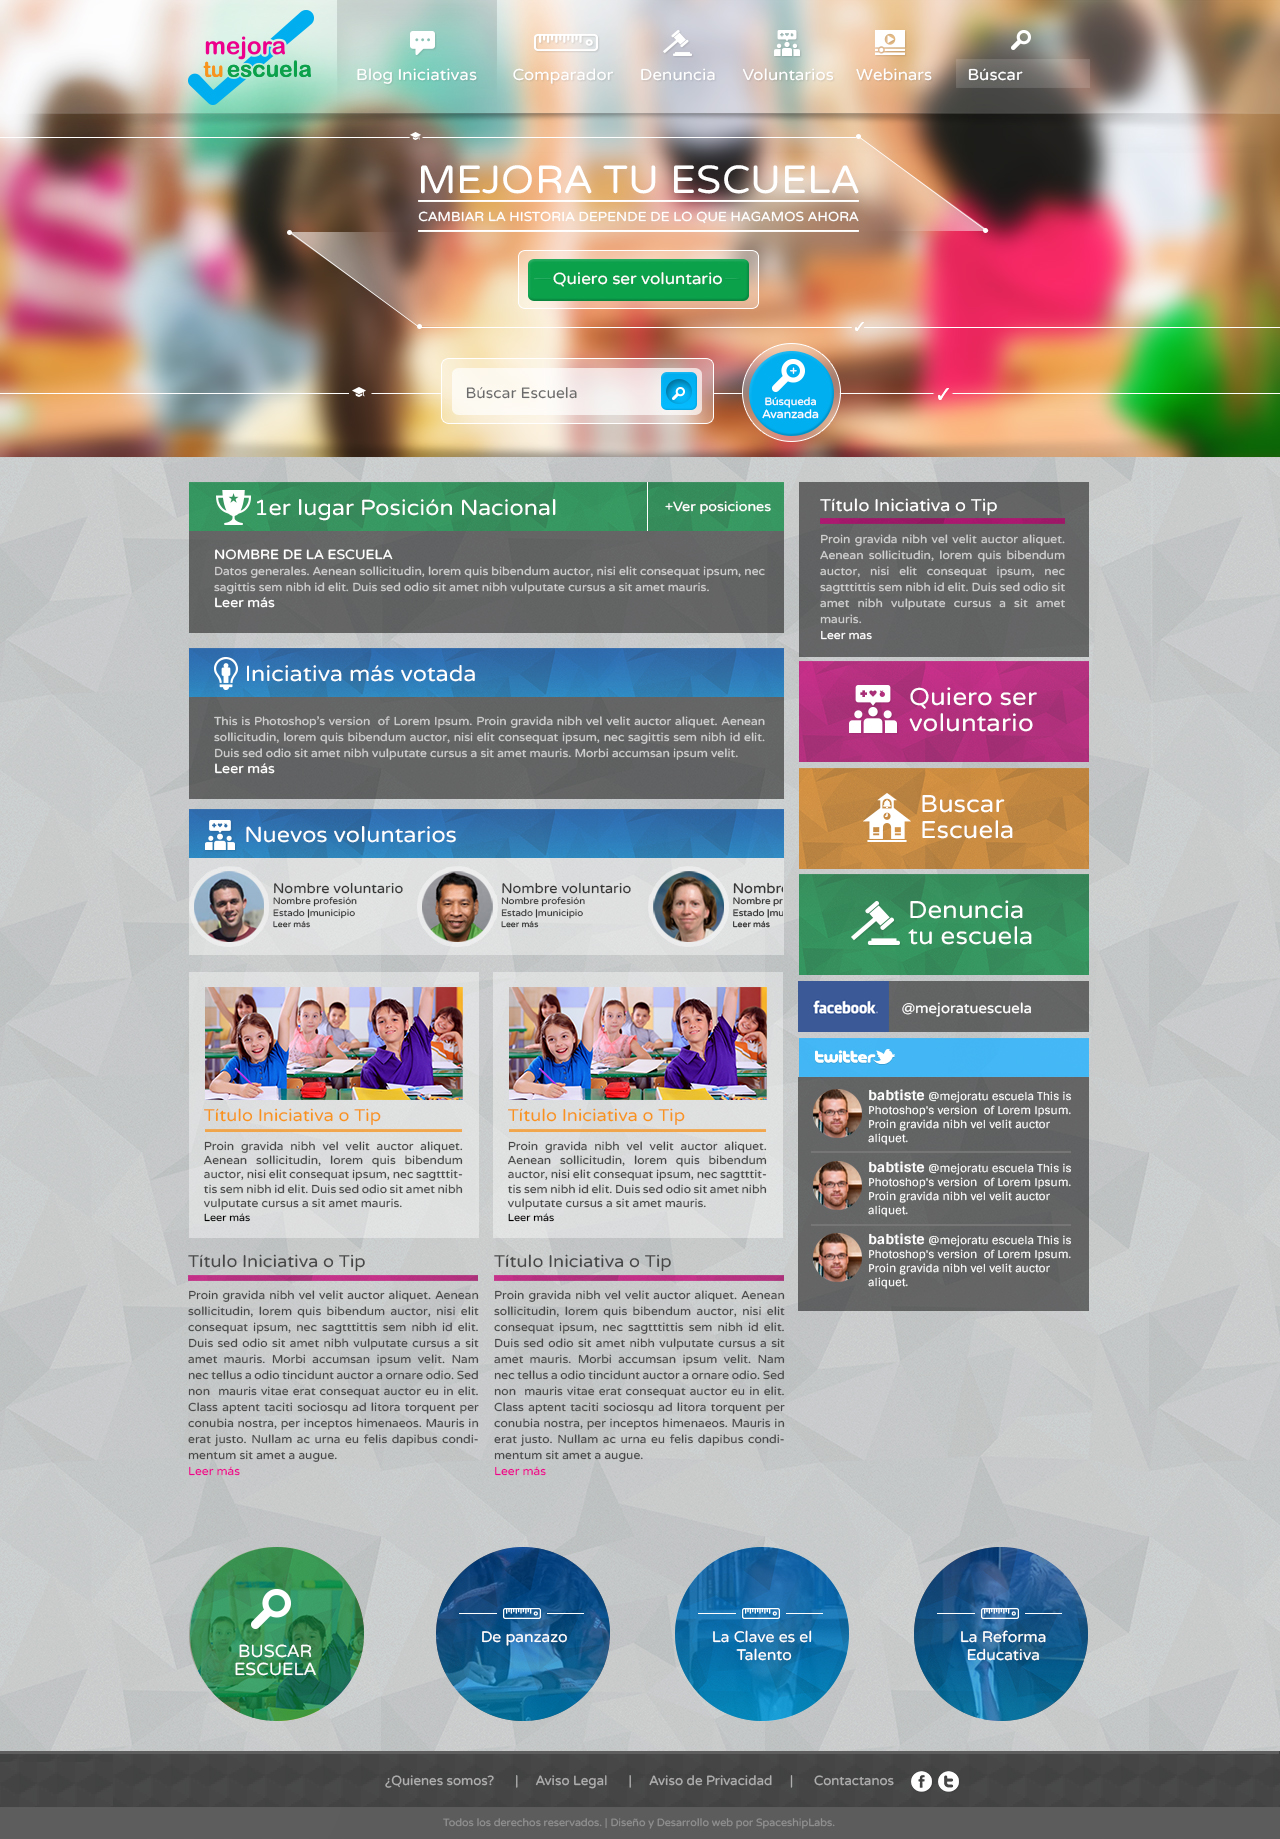 mejora
tu escuela
Blog Iniciativas
Comparador
Denuncia
Voluntarios
Webinars
Búscar
MEJORA TU ESCUELA
CAMBIAR LA HISTORIA DEPENDE DE LO QUE HAGAMOS AHORA
Quiero ser voluntario
Búscar Escuela
Búsqueda
Avanzada
1er lugar Posición Nacional
+Ver posiciones
NOMBRE DE LA ESCUELA
Datos generales. Aenean sollicitudin, lorem quis bibendum auctor, nisi elit consequat ipsum, nec
sagittis sem nibh id elit. Duis sed odio sit amet nibh vulputate cursus a sit amet mauris.
Leer más
Iniciativa más votada
This is Photoshop's version  of Lorem Ipsum. Proin gravida nibh vel velit auctor aliquet. Aenean
sollicitudin, lorem quis bibendum auctor, nisi elit consequat ipsum, nec sagittis sem nibh id elit.
Duis sed odio sit amet nibh vulputate cursus a sit amet mauris. Morbi accumsan ipsum velit.
Leer más
Nuevos voluntarios
Nombre voluntario
Nombre profesión
Estado |municipio
Leer más
Nombre voluntario
Nombre profesión
Estado |municipio
Leer más
Nombre
Nombre pr
Estado |mu
Leer más
Título Iniciativa o Tip
Proin gravida nibh vel velit auctor aliquet.
Aenean sollicitudin, lorem quis bibendum
auctor, nisi elit consequat ipsum, nec sagtttit-
tis sem nibh id elit. Duis sed odio sit amet nibh
vulputate cursus a sit amet mauris.
Leer más
Título Iniciativa o Tip
Proin gravida nibh vel velit auctor aliquet.
Aenean sollicitudin, lorem quis bibendum
auctor, nisi elit consequat ipsum, nec sagtttit-
tis sem nibh id elit. Duis sed odio sit amet nibh
vulputate cursus a sit amet mauris.
Leer más
Título Iniciativa o Tip
Proin gravida nibh vel velit auctor aliquet. Aenean
sollicitudin, lorem quis bibendum auctor, nisi elit
consequat ipsum, nec sagtttittis sem nibh id elit.
Duis sed odio sit amet nibh vulputate cursus a sit
amet mauris. Morbi accumsan ipsum velit. Nam
nec tellus a odio tincidunt auctor a ornare odio. Sed
non  mauris vitae erat consequat auctor eu in elit.
Class aptent taciti sociosqu ad litora torquent per
conubia nostra, per inceptos himenaeos. Mauris in
erat justo. Nullam ac urna eu felis dapibus condi-
mentum sit amet a augue.
Leer más
Título Iniciativa o Tip
Proin gravida nibh vel velit auctor aliquet. Aenean
sollicitudin, lorem quis bibendum auctor, nisi elit
consequat ipsum, nec sagtttittis sem nibh id elit.
Duis sed odio sit amet nibh vulputate cursus a sit
amet mauris. Morbi accumsan ipsum velit. Nam
nec tellus a odio tincidunt auctor a ornare odio. Sed
non  mauris vitae erat consequat auctor eu in elit.
Class aptent taciti sociosqu ad litora torquent per
conubia nostra, per inceptos himenaeos. Mauris in
erat justo. Nullam ac urna eu felis dapibus condi-
mentum sit amet a augue.
Leer más
Título Iniciativa o Tip
Proin gravida nibh vel velit auctor aliquet.
Aenean sollicitudin, lorem quis bibendum
auctor, nisi elit consequat ipsum, nec
sagtttittis sem nibh id elit. Duis sed odio sit
amet nibh vulputate cursus a sit amet
mauris.
Leer mas
Quiero ser
voluntario
Buscar
Escuela
Denuncia
tu escuela
facebook.
@mejoratuescuela
twitter
babtiste @mejoratu escuela This is
Photoshop's version  of Lorem Ipsum.
Proin gravida nibh vel velit auctor
aliquet.
babtiste @mejoratu escuela This is
Photoshop's version  of Lorem Ipsum.
Proin gravida nibh vel velit auctor
aliquet.
babtiste @mejoratu escuela This is
Photoshop's version  of Lorem Ipsum.
Proin gravida nibh vel velit auctor
aliquet.
BUSCAR
ESCUELA
De panzazo
La Clave es el
Talento
La Reforma
Educativa
¿Quienes somos? | Aviso Legal | Aviso de Privacidad | Contactanos
Todos los derechos reservados. | Diseño y Desarrollo web por SpaceshipLabs.